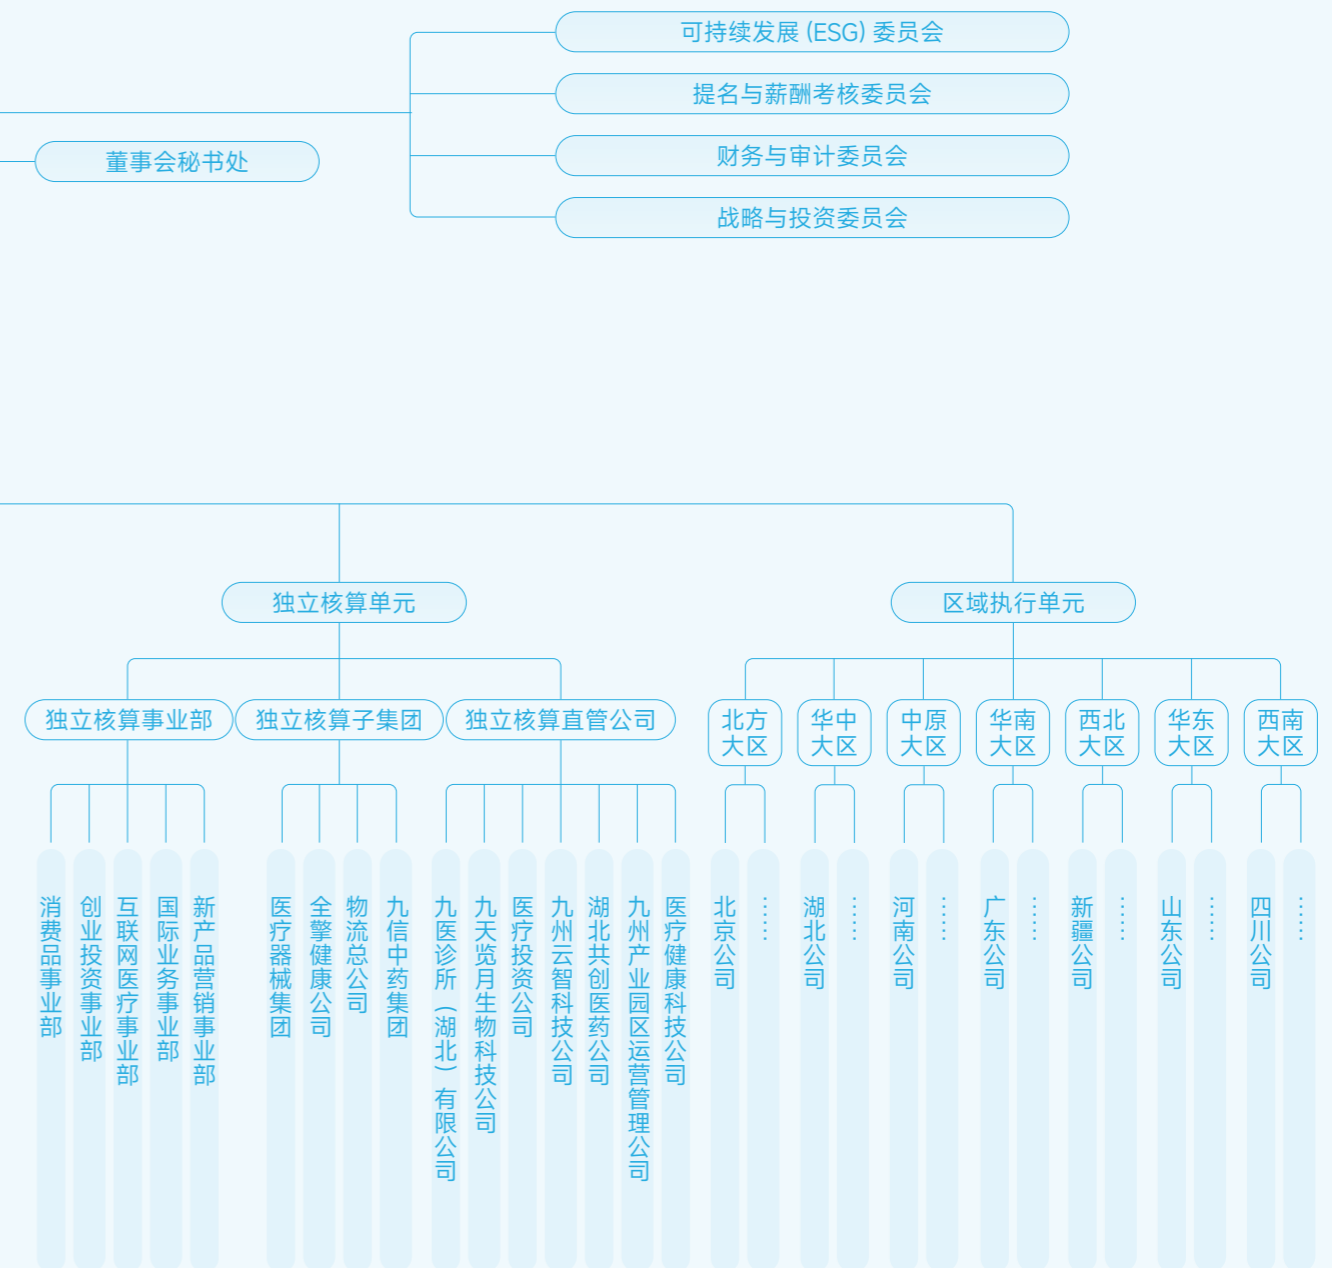 可持续发展 (ESG) 委员会
提名与薪酬考核委员会
财务与审计委员会
董事会秘书处
战略与投资委员会
独立核算单元
区域执行单元
独立核算事业部
独立核算子集团
独立核算直管公司
北方
大区
华中
大区
中原
大区
华南
大区
西北
大区
华东
大区
西南
大区
消费品事业部
创业投资事业部
互联网医疗事业部
国际业务事业部
新产品营销事业部
医疗器械集团
全擎健康公司
物流总公司
九信中药集团
九医诊所（湖北）有限公司
九天览月生物科技公司
医疗投资公司
九州云智科技公司
湖北共创医药公司
九州产业园区运营管理公司
医疗健康科技公司
北京公司
……
湖北公司
……
河南公司
……
广东公司
……
新疆公司
……
山东公司
……
四川公司
……